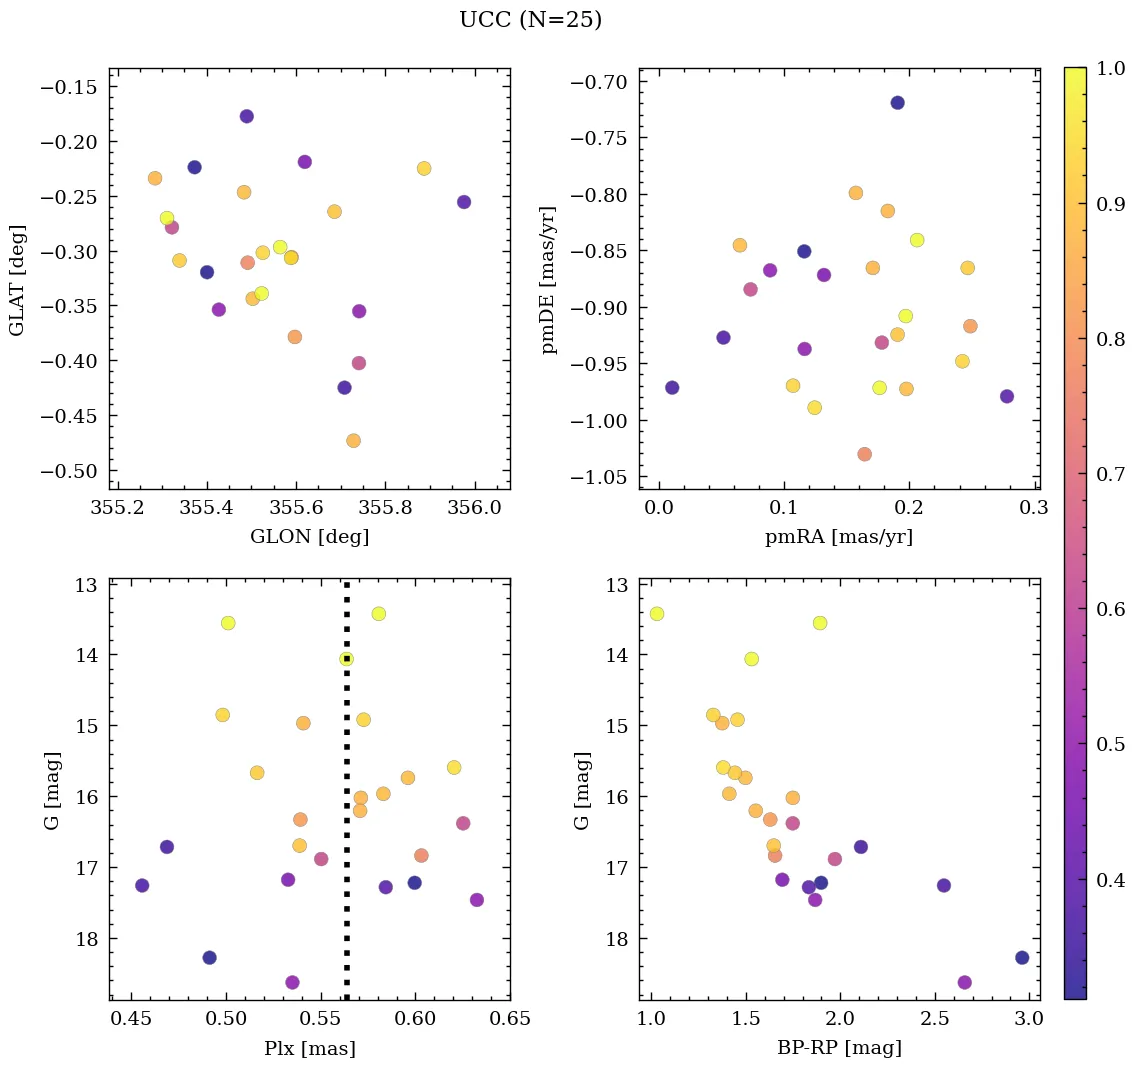 UCC (N=25)
−0.15
−0.20
−0.25
−0.30
−0.35
−0.40
−0.45
−0.50
GLAT [deg]
355.2 355.4 355.6 355.8 356.0
GLON [deg]
−0.70
−0.75
−0.80
−0.85
−0.90
−0.95
−1.00
−1.05
pmDE [mas/yr]
0.0 0.1 0.2 0.3
pmRA [mas/yr]
13
14
15
16
17
18
G [mag]
0.45 0.50 0.55 0.60 0.65
Plx [mas]
13
14
15
16
17
18
G [mag]
1.0 1.5 2.0 2.5 3.0
BP-RP [mag]
1.0
0.9
0.8
0.7
0.6
0.5
0.4